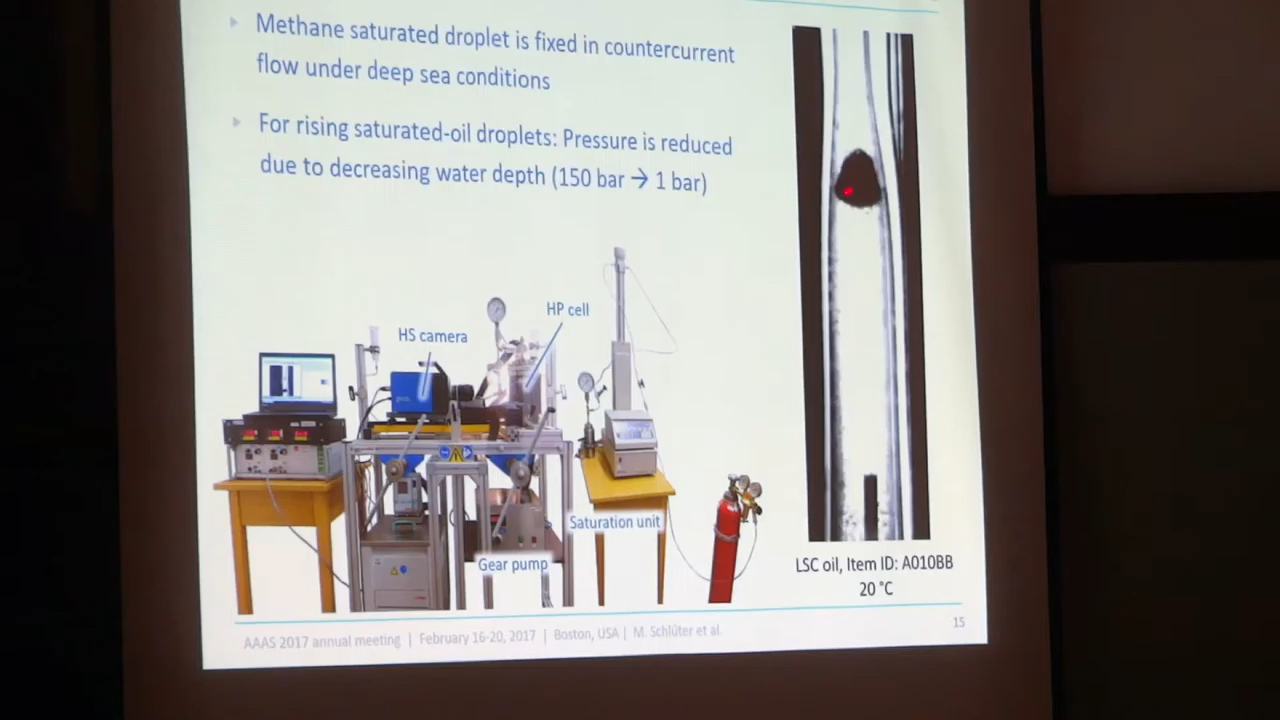 Methane saturated droplet is fixed in countercurrent
flow under deep sea conditions
For rising saturated-oil droplets: Pressure is reduced
due to decreasing water depth (150 bar → 1 bar)
HP cell
HS camera
Saturation unit
Gear pump
LSC oil, Item ID: A010BB
20 °C
15
AAAS 2017 annual meeting | February 16-20, 2017 | Boston, USA | M. Schlüter et al.